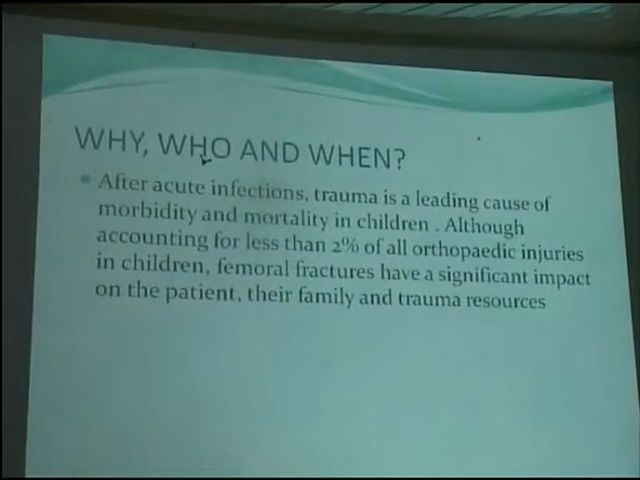 WHY, WHO AND WHEN?
After acute infections, trauma is a leading cause of
morbidity and mortality in children . Although
accounting for less than 2% of all orthopaedic injuries
in children, femoral fractures have a significant impact
on the patient, their family and trauma resources